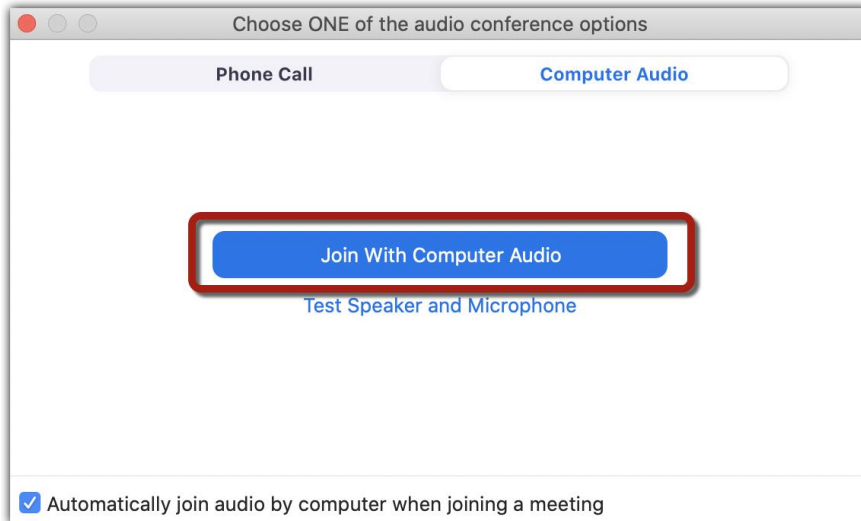 Choose ONE of the audio conference options
Phone Call Computer Audio
Join With Computer Audio
Test Speaker and Microphone
Automatically join audio by computer when joining a meeting